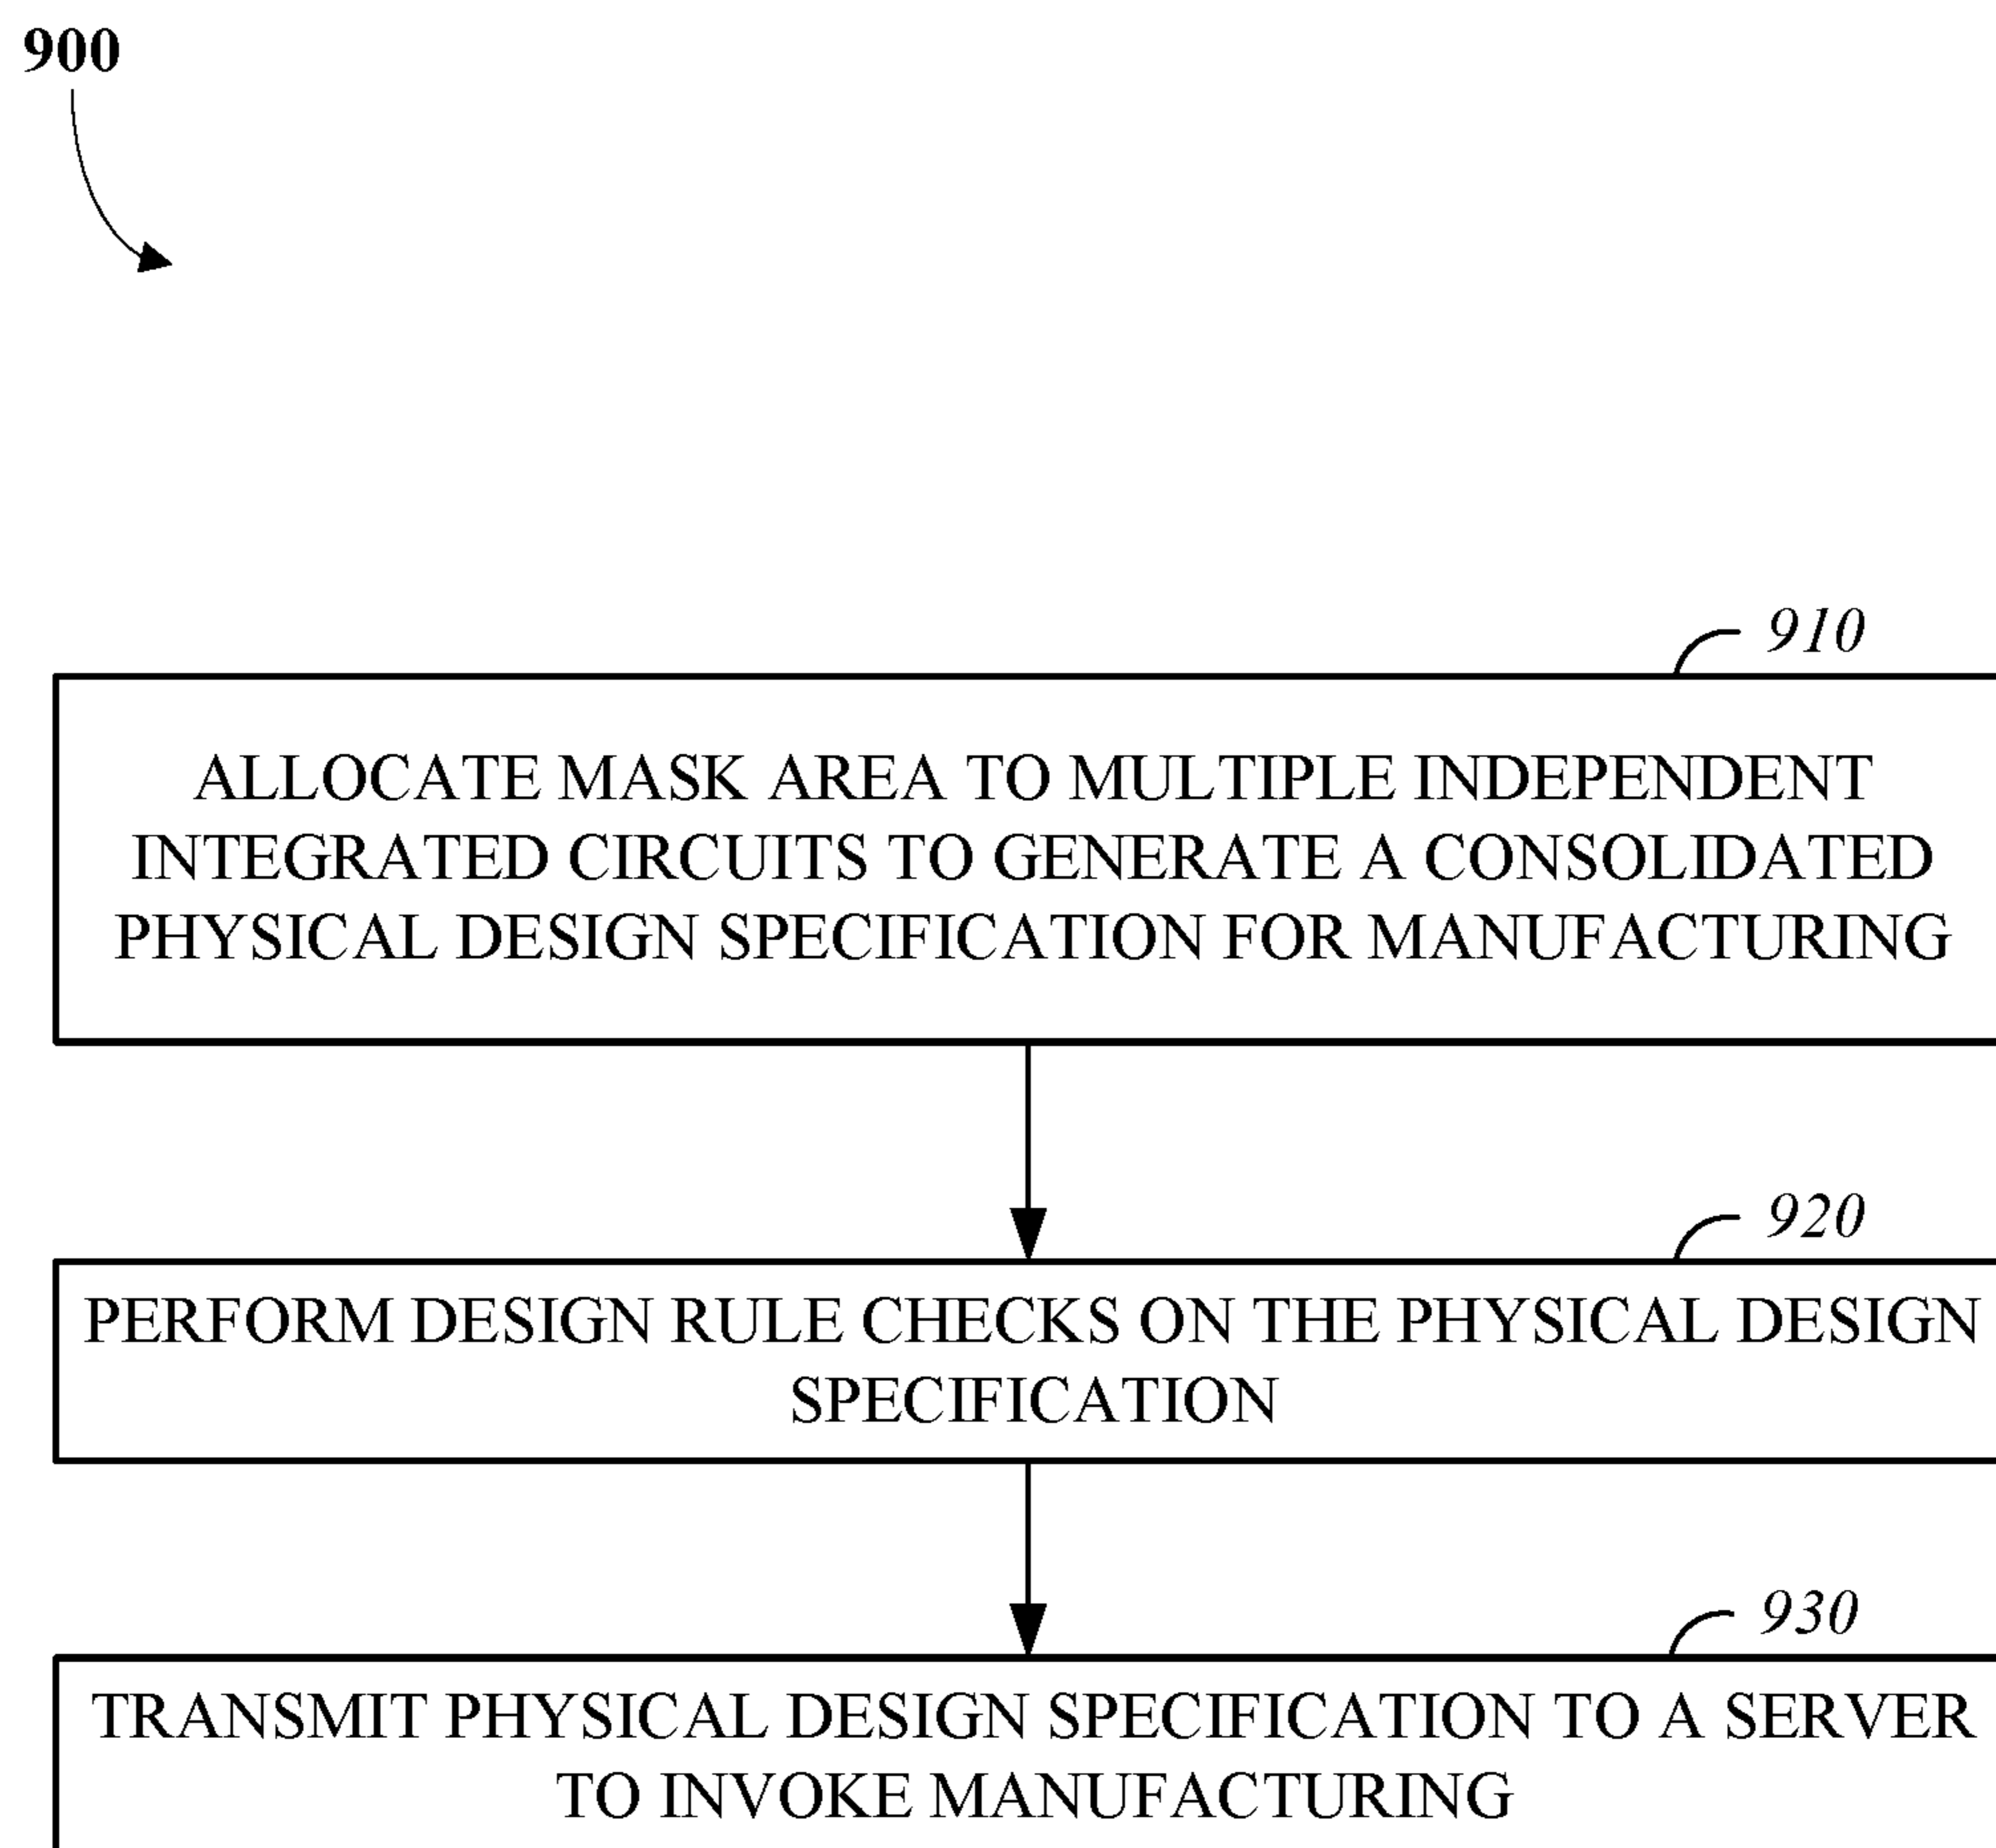 900
910
ALLOCATE MASK AREA TO MULTIPLE INDEPENDENT
INTEGRATED CIRCUITS TO GENERATE A CONSOLIDATED
PHYSICAL DESIGN SPECIFICATION FOR MANUFACTURING
920
PERFORM DESIGN RULE CHECKS ON THE PHYSICAL DESIGN
SPECIFICATION
930
TRANSMIT PHYSICAL DESIGN SPECIFICATION TO A SERVER
TO INVOKE MANUFACTURING